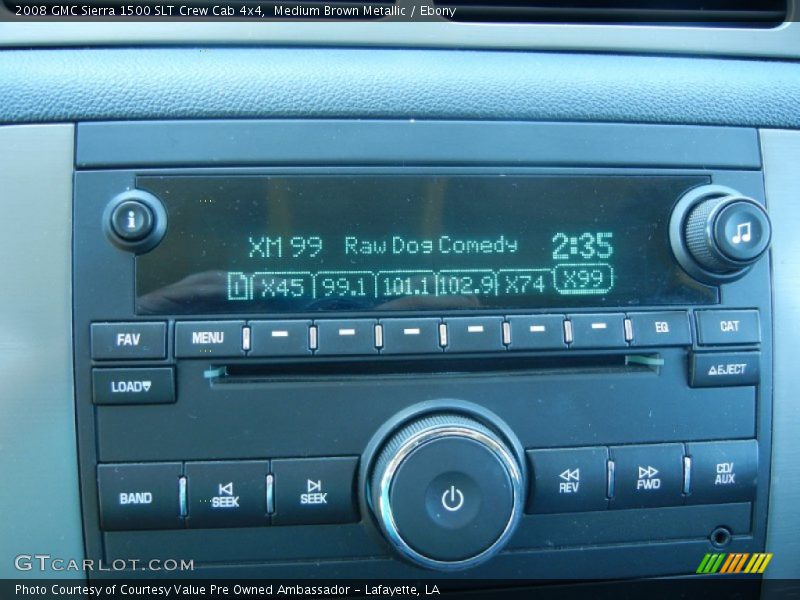 2008 GMC Sierra 1500 SLT Crew Cab 4x4, Medium Brown Metallic / Ebony
i
XM 99 Raw Dog Comedy 2:35
1 X45 99.1 101.1 102.9 X74 X99
FAV MENU EQ CAT
LOAD EJECT
BAND SEEK SEEK REV FWD CD/
AUX
GTCARLOT.COM
Photo Courtesy of Courtesy Value Pre Owned Ambassador - Lafayette, LA